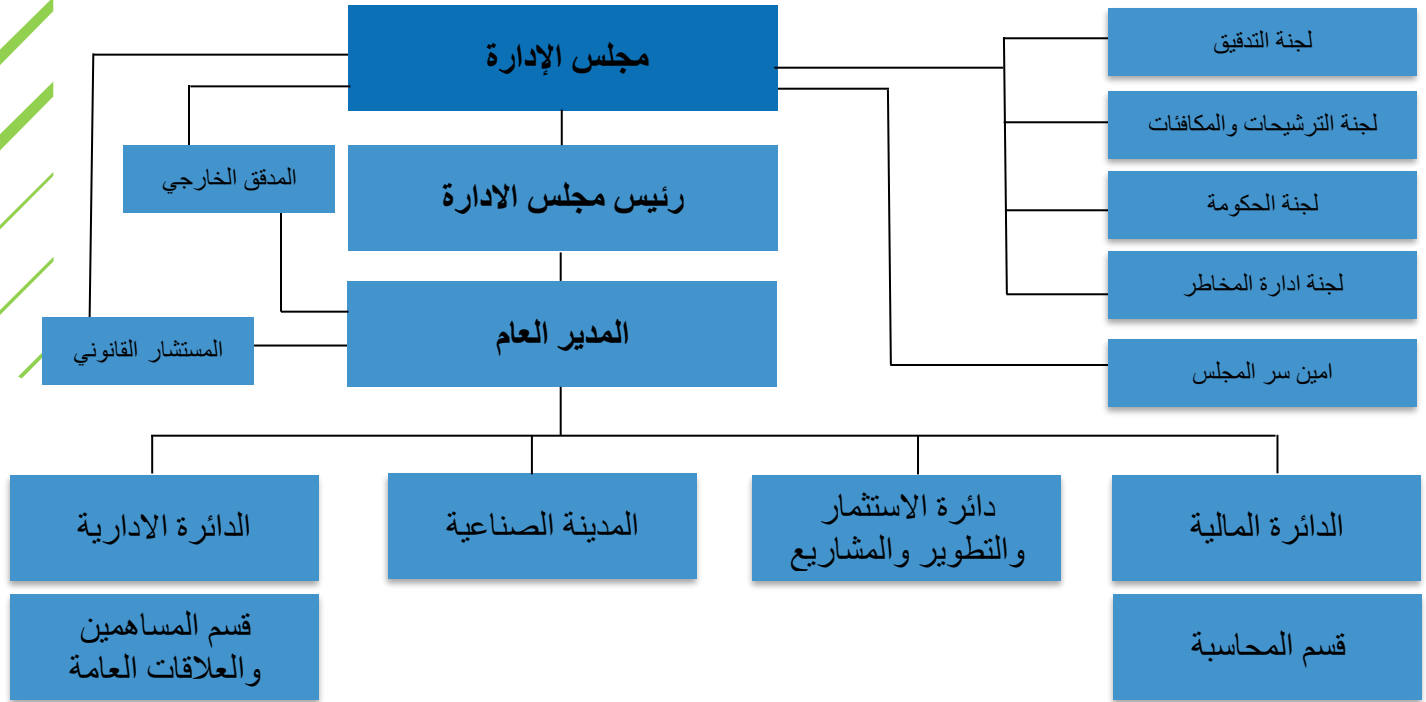 مجلس الإدارة
لجنة التدقيق
لجنة الترشيحات والمكافئات
المدقق الخارجي
رئيس مجلس الادارة
لجنة الحكومة
لجنة ادارة المخاطر
المدير العام
المستشار القانوني
امين سر المجلس
الدائرة المالية
دائرة الاستثمار
والتطوير والمشاريع
المدينة الصناعية
الدائرة الادارية
قسم المحاسبة
قسم المساهمين
والعلاقات العامة